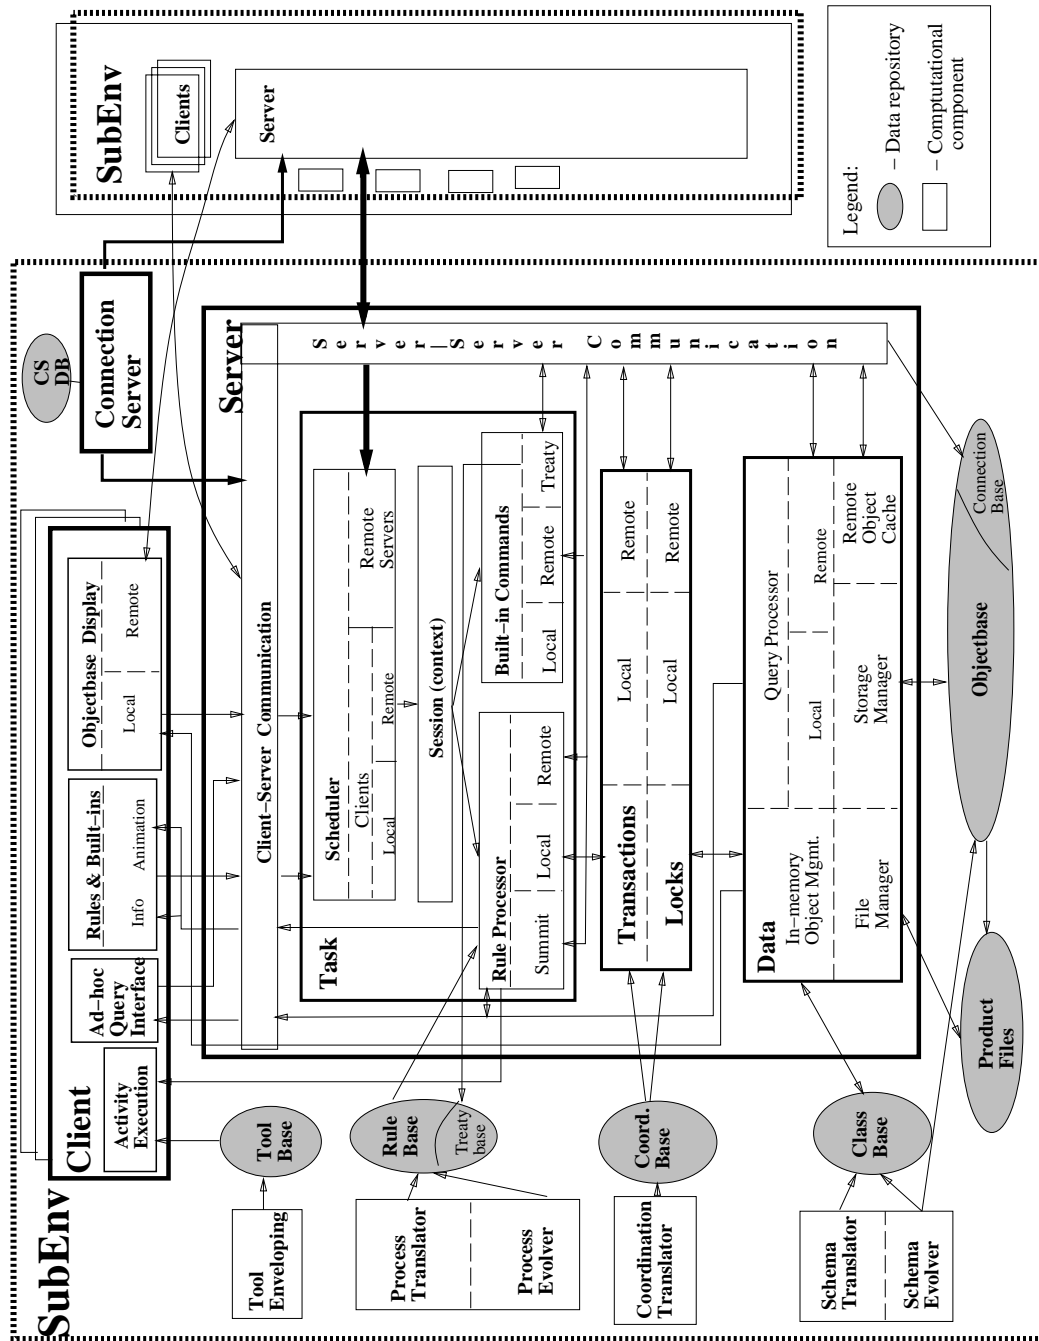 SubEnv
Client
Activity
Execution
Ad-hoc
Query
Interface
Rules & Built-ins
Info
Animation
Objectbase Display
Local
Remote
Connection
Server
CS
DB
SubEnv
Clients
Server
Tool
Enveloping
Tool
Base
Server
Client-Server Communication
Server-Server Communication
Task
Scheduler
Clients
Local
Remote
Remote
Servers
Session (context)
Rule Processor
Summit
Local
Remote
Built-in Commands
Local
Remote
Treaty
Process
Translator
Process
Evolver
Rule
Base
Treaty
base
Transactions
Local
Remote
Locks
Local
Remote
Coordination
Translator
Coord.
Base
Data
In-memory
Object Mgmt.
Query Processor
Local
Remote
File
Manager
Storage
Manager
Remote
Object
Cache
Schema
Translator
Schema
Evolver
Class
Base
Product
Files
Objectbase
Connection
Base
Legend:
– Data repository
– Comptutational
component